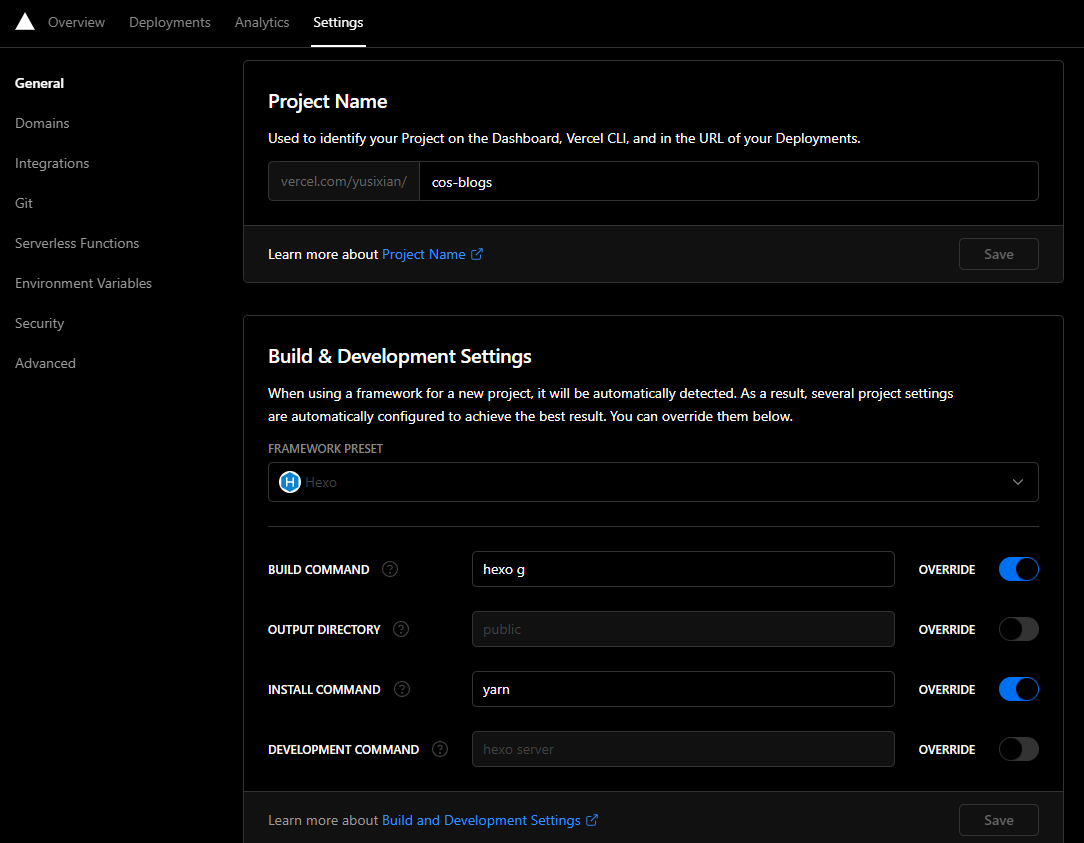 Overview Deployments Analytics Settings
General
Domains
Integrations
Git
Serverless Functions
Environment Variables
Security
Advanced
Project Name
Used to identify your Project on the Dashboard, Vercel CLI, and in the URL of your Deployments.
vercel.com/yusixian/ cos-blogs
Learn more about Project Name Save
Build & Development Settings
When using a framework for a new project, it will be automatically detected. As a result, several project settings
are automatically configured to achieve the best result. You can override them below.
FRAMEWORK PRESET
H Hexo
BUILD COMMAND ? hexo g OVERRIDE
OUTPUT DIRECTORY ? public OVERRIDE
INSTALL COMMAND ? yarn OVERRIDE
DEVELOPMENT COMMAND ? hexo server OVERRIDE
Learn more about Build and Development Settings Save